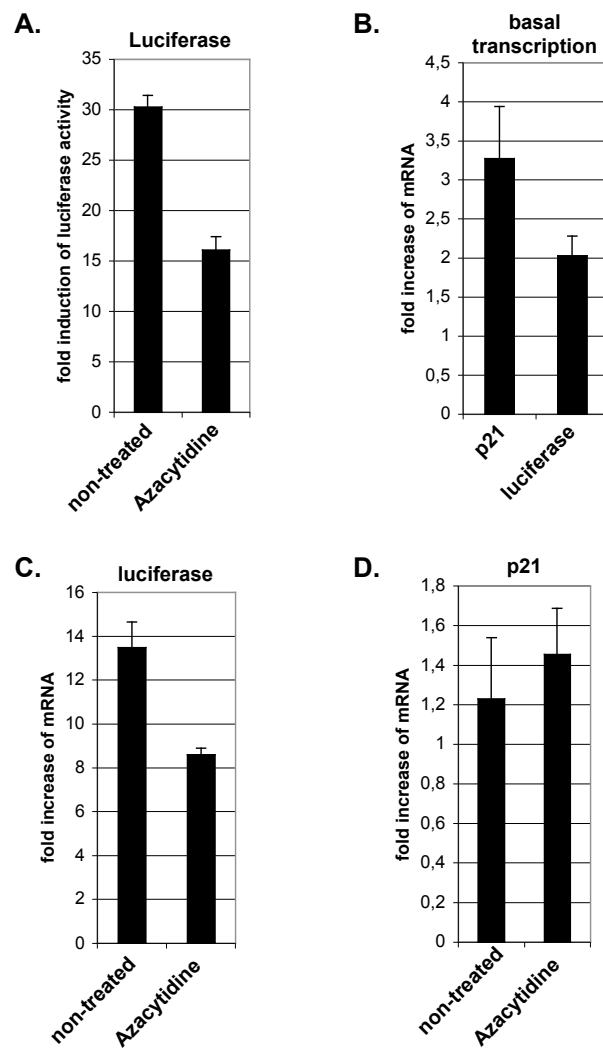 A.
Luciferase
fold induction of luciferase activity
35
30
25
20
15
10
5
0
non-treated
Azacytidine
B.
basal
transcription
fold increase of mRNA
4,5
4
3,5
3
2,5
2
1,5
1
0,5
0
p21
luciferase
C.
luciferase
fold increase of mRNA
16
14
12
10
8
6
4
2
0
non-treated
Azacytidine
D.
p21
fold increase of mRNA
1,8
1,6
1,4
1,2
1
0,8
0,6
0,4
0,2
0
non-treated
Azacytidine